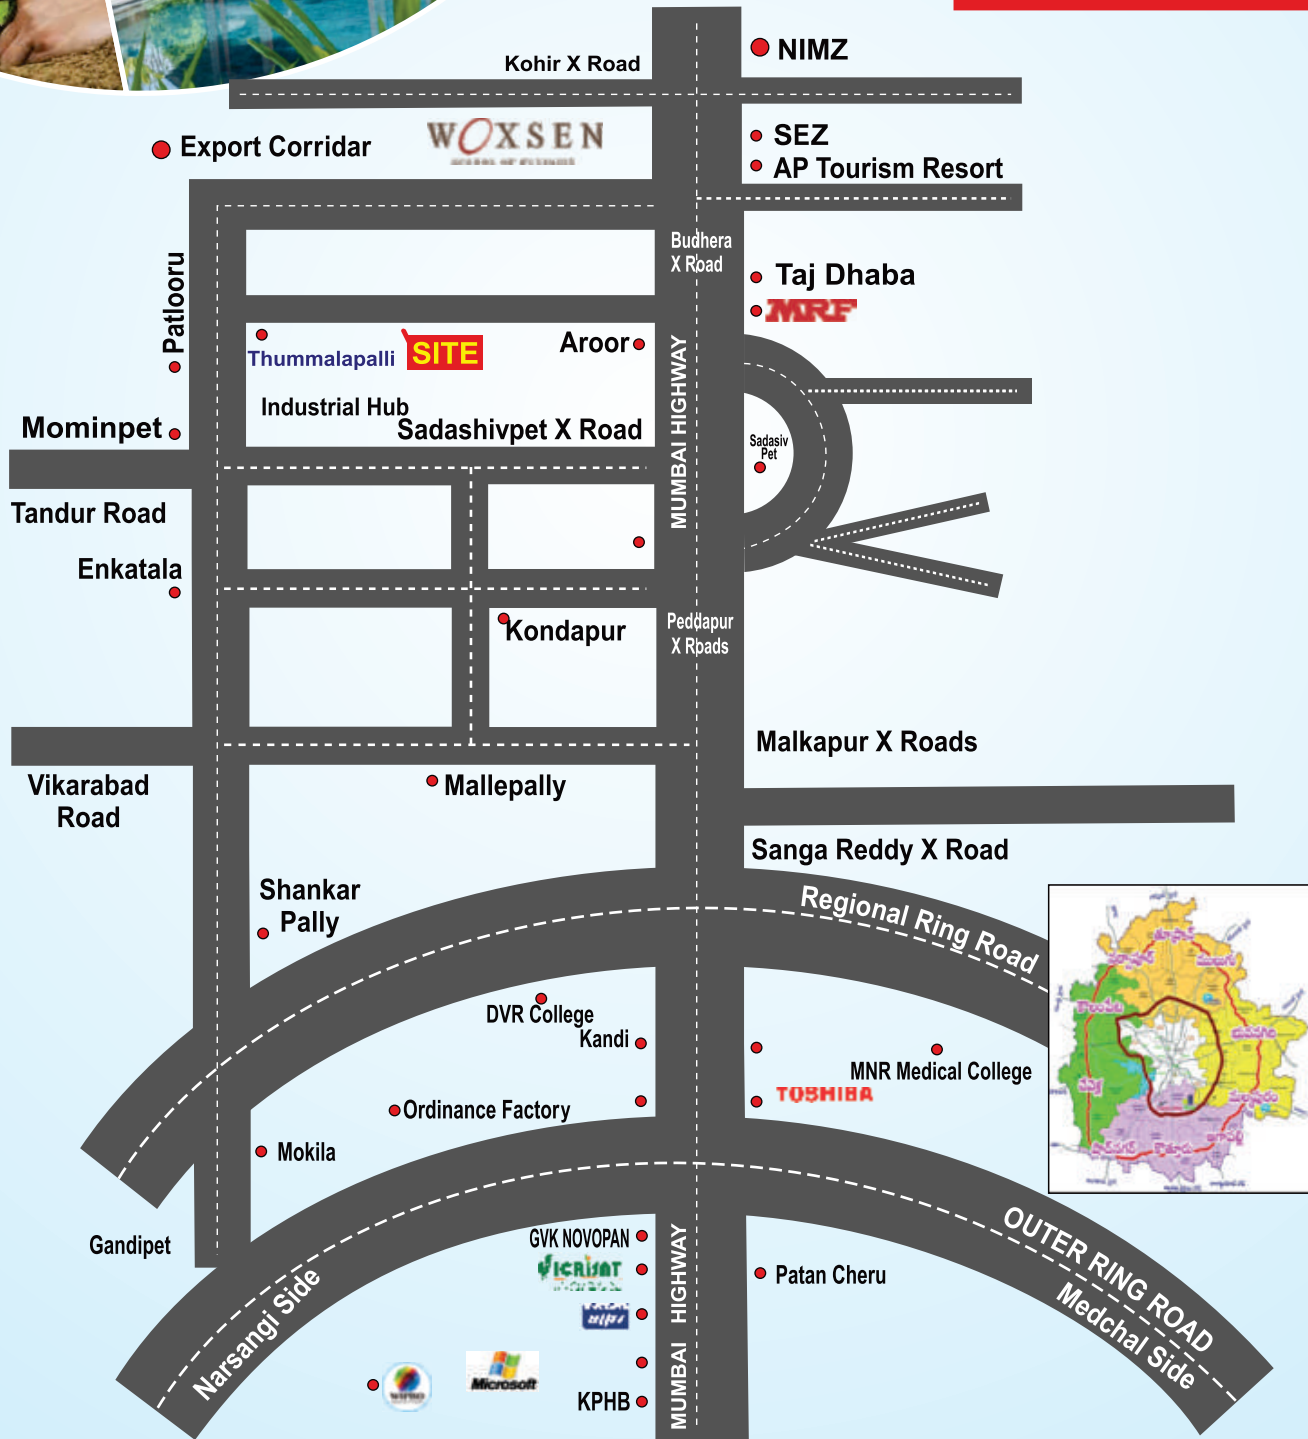 NIMZ
Kohir X Road
WOXSEN
Export Corridar
SEZ
AP Tourism Resort
Budhera
X Road
Patlooru
Taj Dhaba
MRF
Thummalapalli
SITE
Aroor
MUMBAI HIGHWAY
Industrial Hub
Mominpet
Sadashivpet X Road
Sadasiv
Pet
Tandur Road
Enkatala
Kondapur
Peddapur
X Roads
Malkapur X Roads
Vikarabad
Road
Mallepally
Sanga Reddy X Road
Shankar
Pally
Regional Ring Road
DVR College
Kandi
MNR Medical College
TOSHIBA
Ordinance Factory
Mokila
Gandipet
GVK NOVOPAN
ICRISAT
MUMBAI HIGHWAY
Patan Cheru
OUTER RING ROAD
Medchal Side
Narsangi Side
WIPRO
Microsoft
KPHB